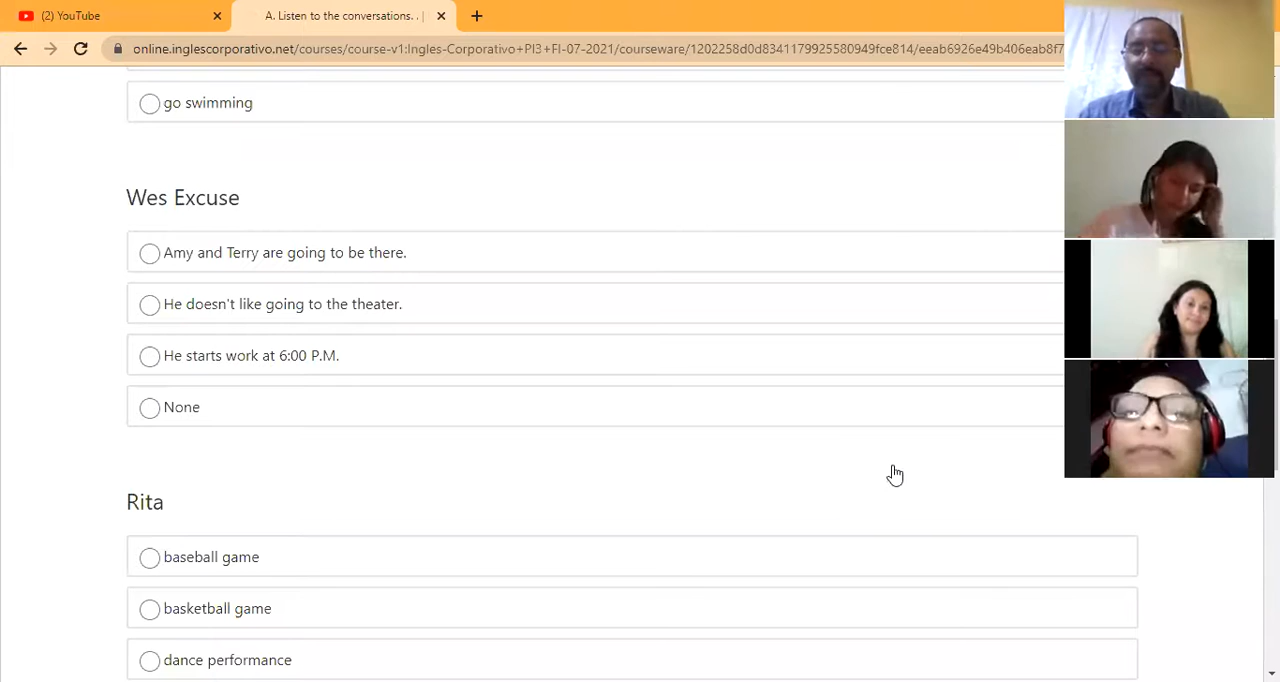 (2) YouTube
A. Listen to the conversations. . |
online.inglescorporativo.net/courses/course-v1:Ingles-Corporativo+PI3+FI-07-2021/courseware/1202258d0d8341179925580949fce814/eeab6926e49b406eab8f7
go swimming
Wes Excuse
Amy and Terry are going to be there.
He doesn't like going to the theater.
He starts work at 6:00 P.M.
None
Rita
baseball game
basketball game
dance performance